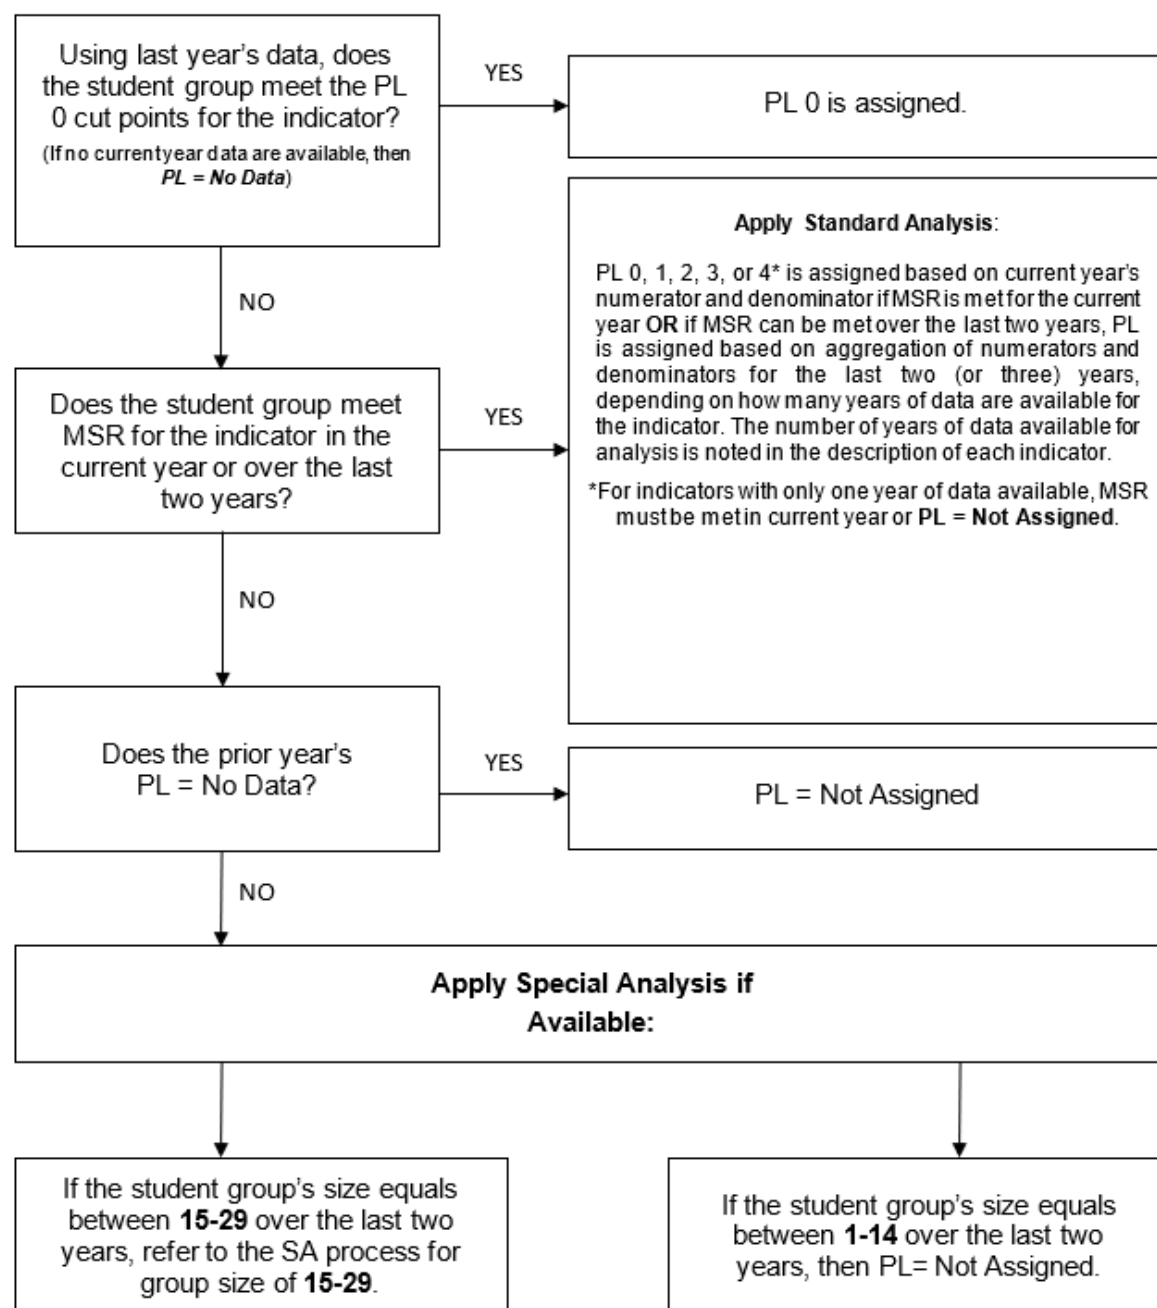 Using last year's data, does
the student group meet the PL
0 cut points for the indicator?
(If no current year data are available, then
PL = No Data)
YES
PL 0 is assigned.
NO
Apply Standard Analysis:
PL 0, 1, 2, 3, or 4* is assigned based on current year's
numerator and denominator if MSR is met for the current
year OR if MSR can be met over the last two years, PL
is assigned based on aggregation of numerators and
denominators for the last two (or three) years,
depending on how many years of data are available for
the indicator. The number of years of data available for
analysis is noted in the description of each indicator.
*For indicators with only one year of data available, MSR
must be met in current year or PL = Not Assigned.
Does the student group meet
MSR for the indicator in the
current year or over the last
two years?
YES
NO
Does the prior year's
PL = No Data?
YES
PL = Not Assigned
NO
Apply Special Analysis if
Available:
If the student group's size equals
between 15-29 over the last two
years, refer to the SA process for
group size of 15-29.
If the student group's size equals
between 1-14 over the last two
years, then PL= Not Assigned.